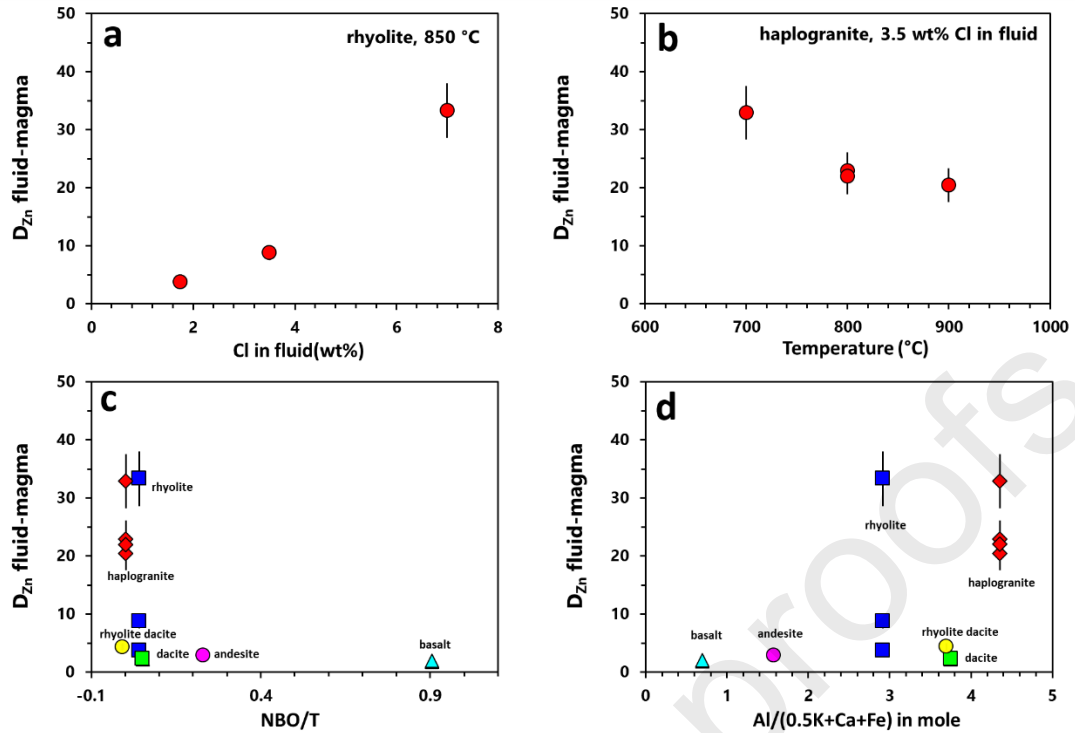 a
rhyolite, 850 °C
50
40
30
20
10
0
D_Zn fluid-magma
0 2 4 6 8
Cl in fluid(wt%)
b
haplogranite, 3.5 wt% Cl in fluid
50
40
30
20
10
0
D_Zn fluid-magma
600 700 800 900 1000
Temperature (°C)
c
50
40
30
20
10
0
D_Zn fluid-magma
rhyolite
haplogranite
rhyolite dacite
dacite
andesite
basalt
-0.1 0.4 0.9
NBO/T
d
50
40
30
20
10
0
D_Zn fluid-magma
rhyolite
haplogranite
basalt
andesite
rhyolite dacite
dacite
0 1 2 3 4 5
Al/(0.5K+Ca+Fe) in mole
proofs